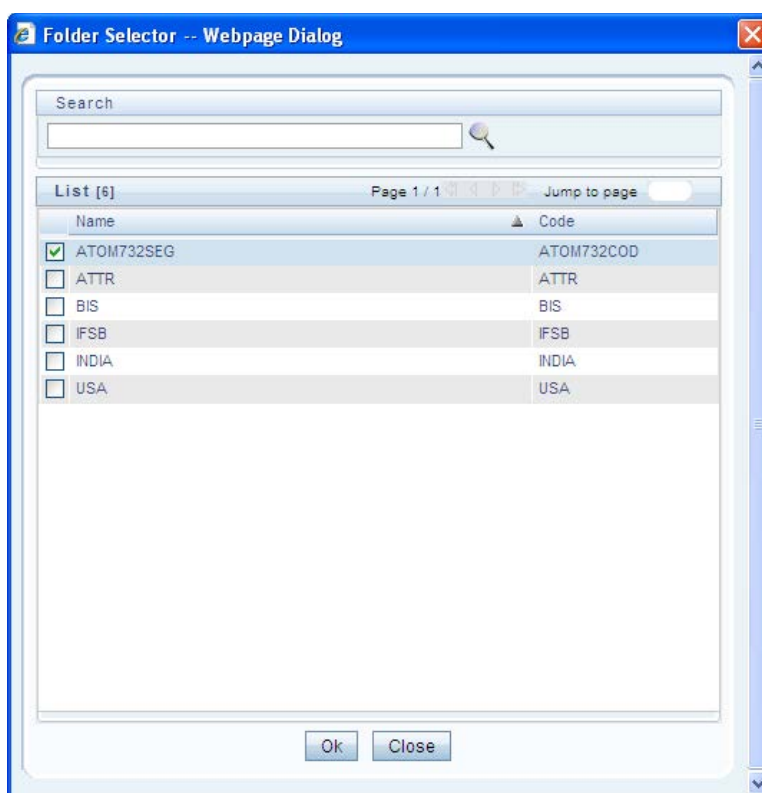 Folder Selector -- Webpage Dialog
Search
List [6] Page 1 / 1 Jump to page
Name Code
ATOM732SEG ATOM732COD
ATTR ATTR
BIS BIS
IFSB IFSB
INDIA INDIA
USA USA
Ok Close